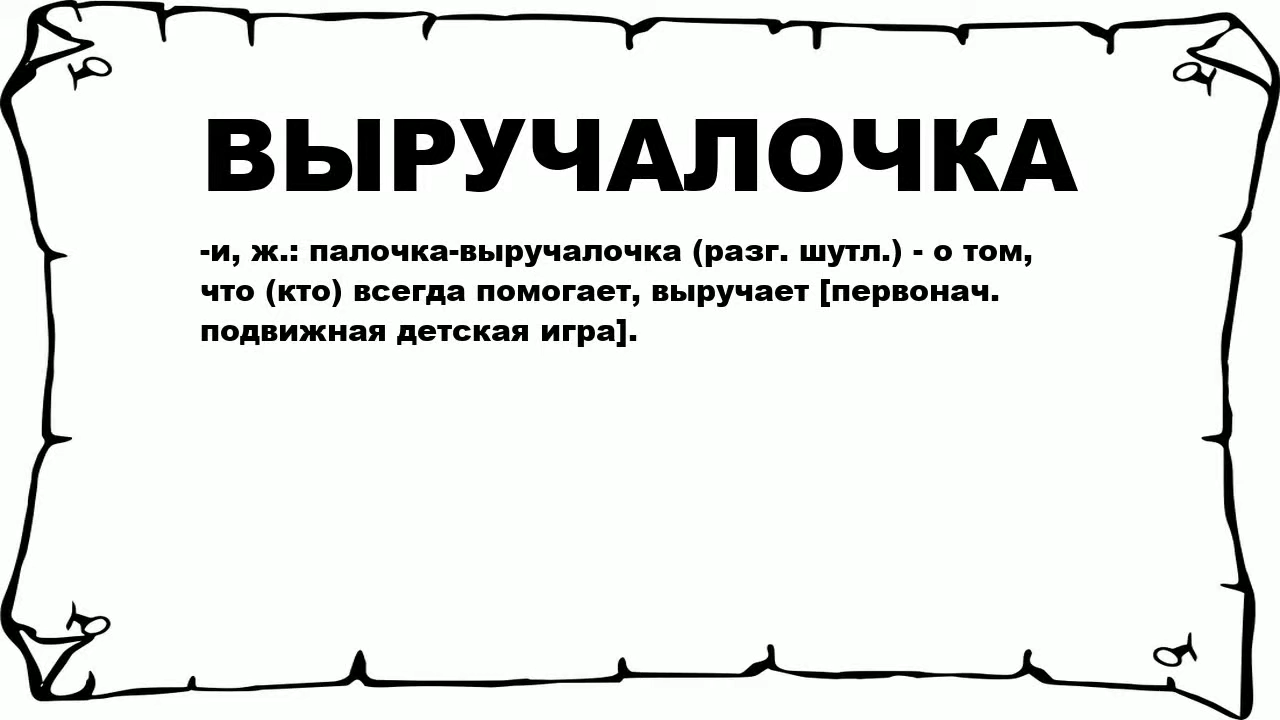 ВЫРУЧАЛОЧКА
-и, ж.: палочка-выручалочка (разг. шутл.) - о том,
что (кто) всегда помогает, выручает [первонач.
подвижная детская игра].